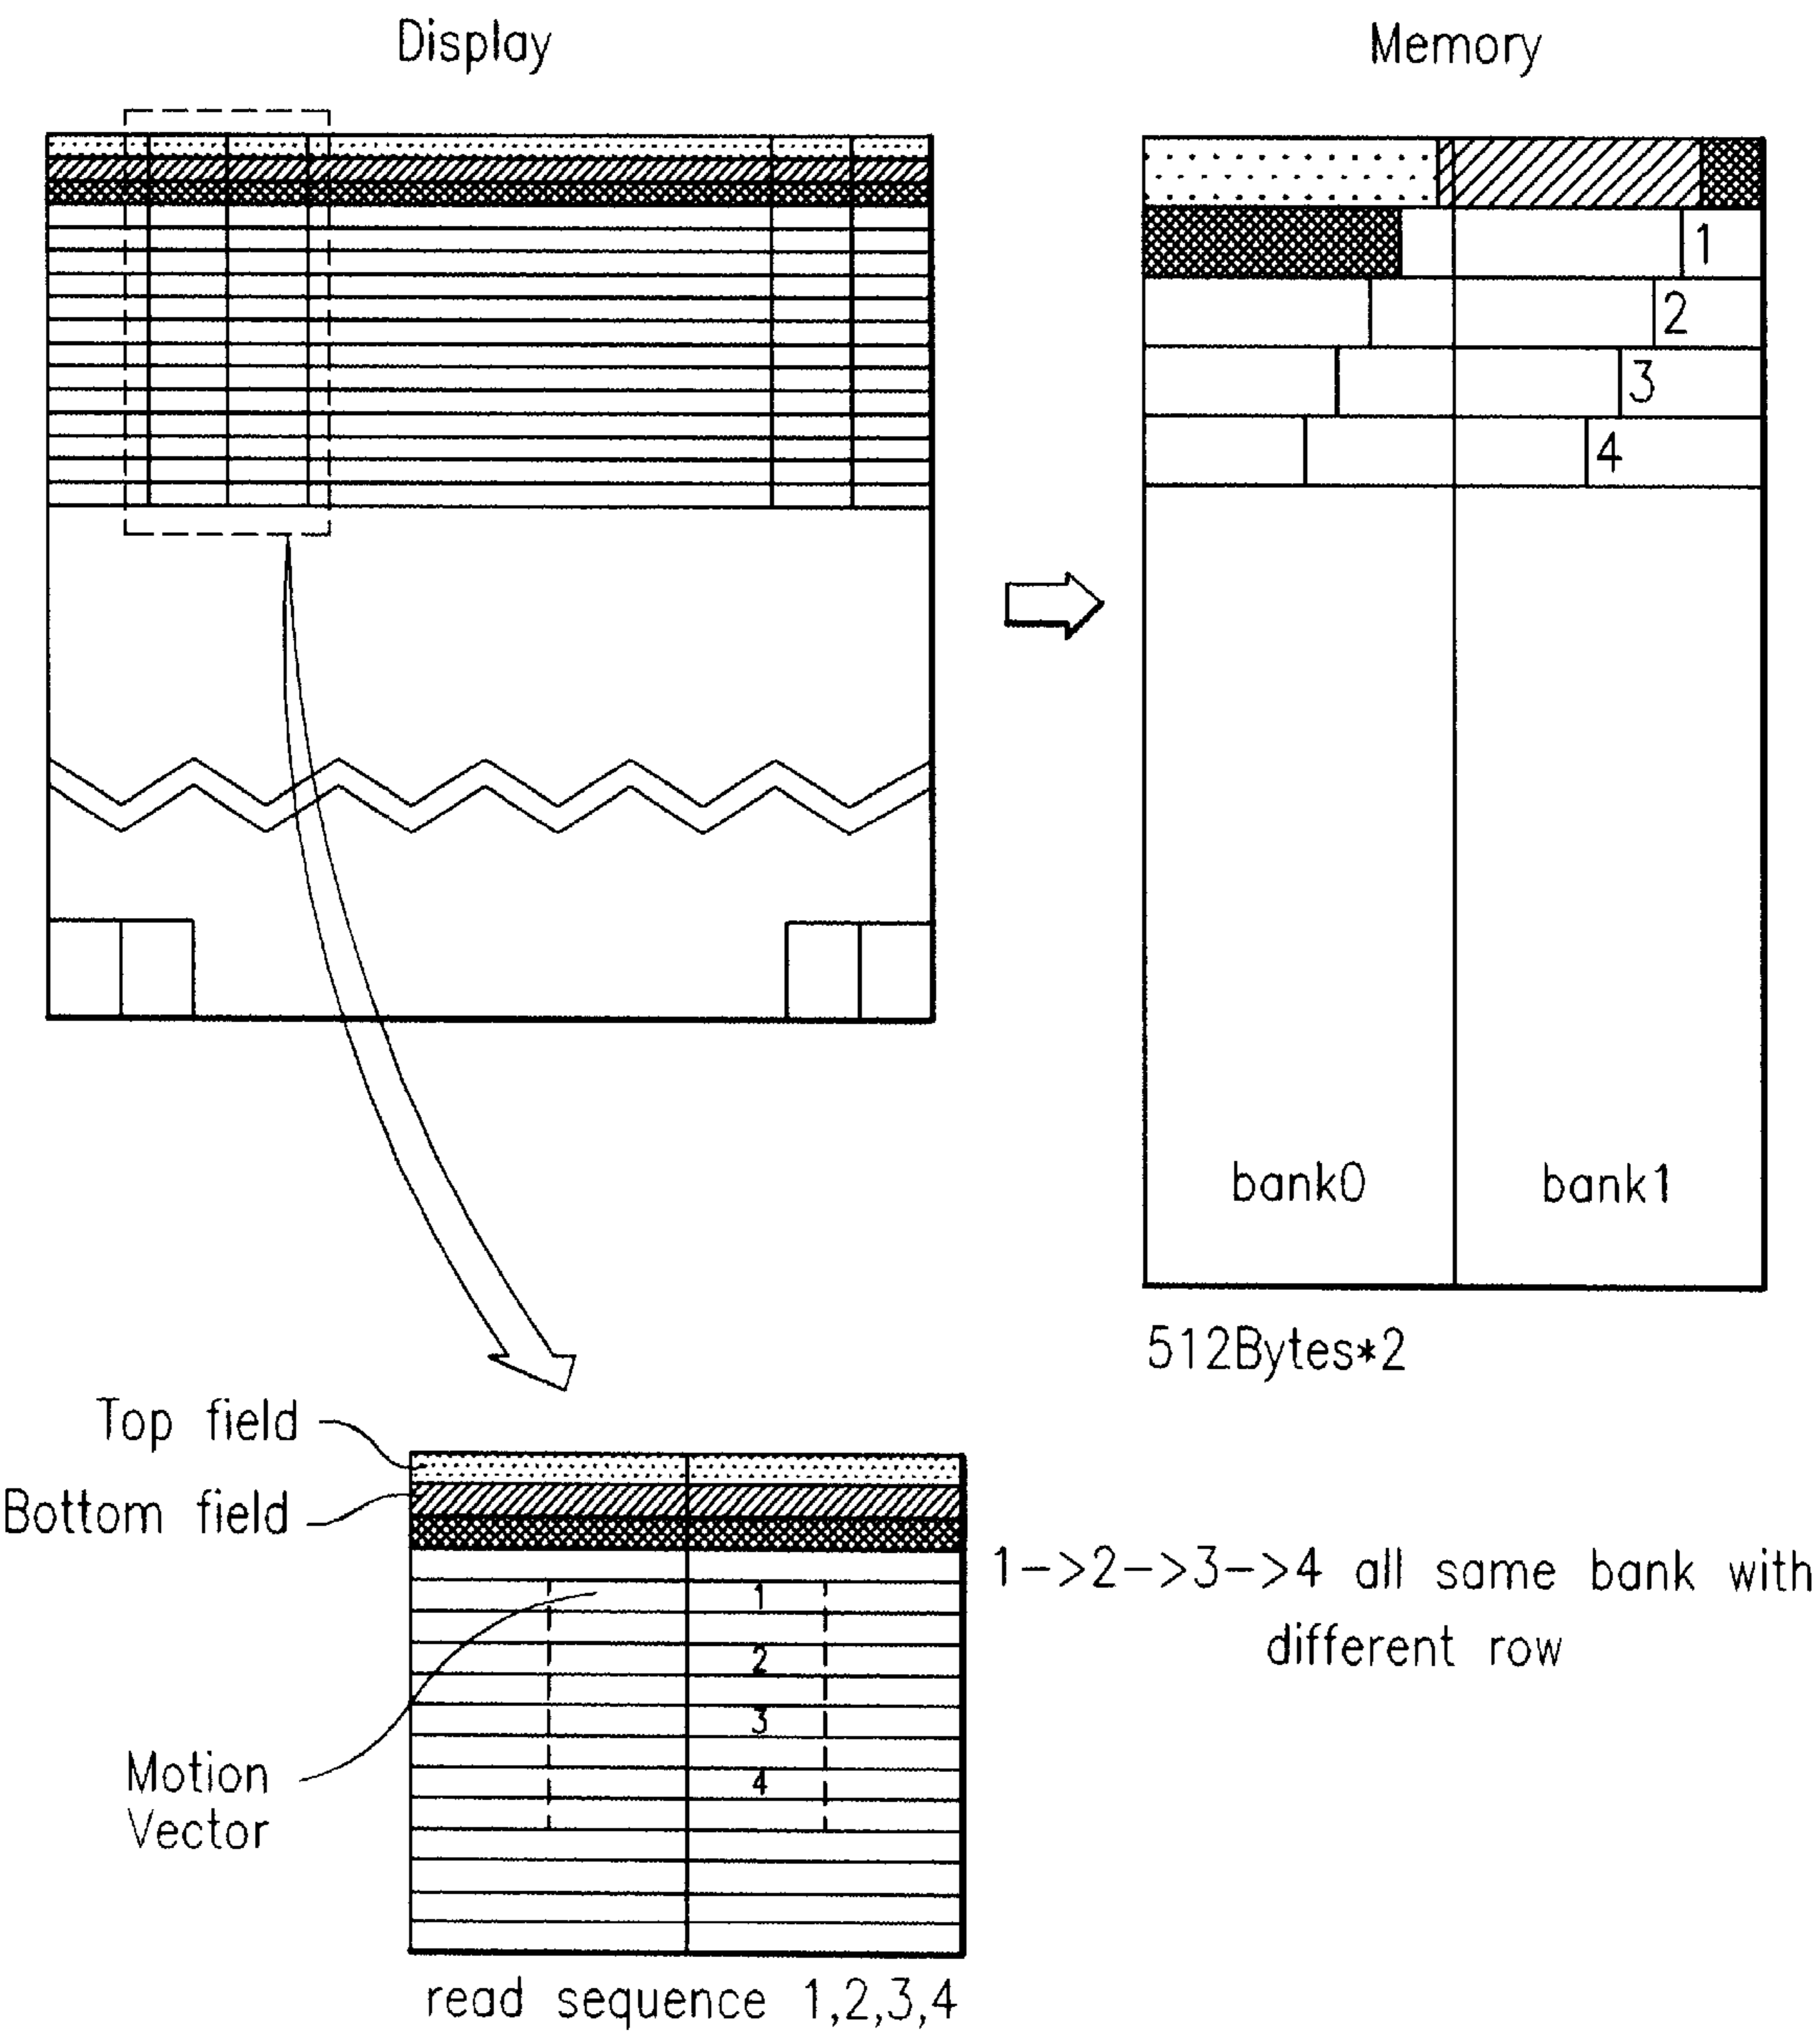 Display
Memory
1
2
3
4
bank0
bank1
512Bytes*2
Top field
Bottom field
1
2
3
4
Motion
Vector
1->2->3->4 all same bank with
different row
read sequence 1,2,3,4